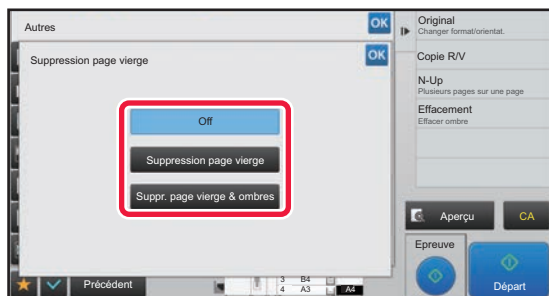 Autres
OK
Suppression page vierge
OK
Off
Suppression page vierge
Suppr. page vierge & ombres
Précédent
3 B4
4 A3
A4
Original
Changer format/orientat.
Copie R/V
N-Up
Plusieurs pages sur une page
Effacement
Effacer ombre
Aperçu
CA
Epreuve
Départ